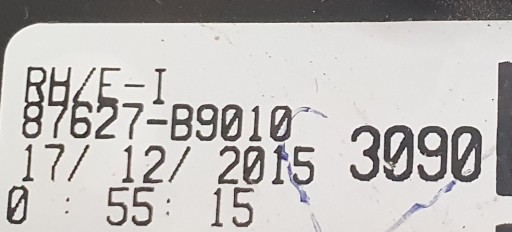 RH/E-I
87627-B9010
17/ 12/ 2015 3090
0 : 55: 15